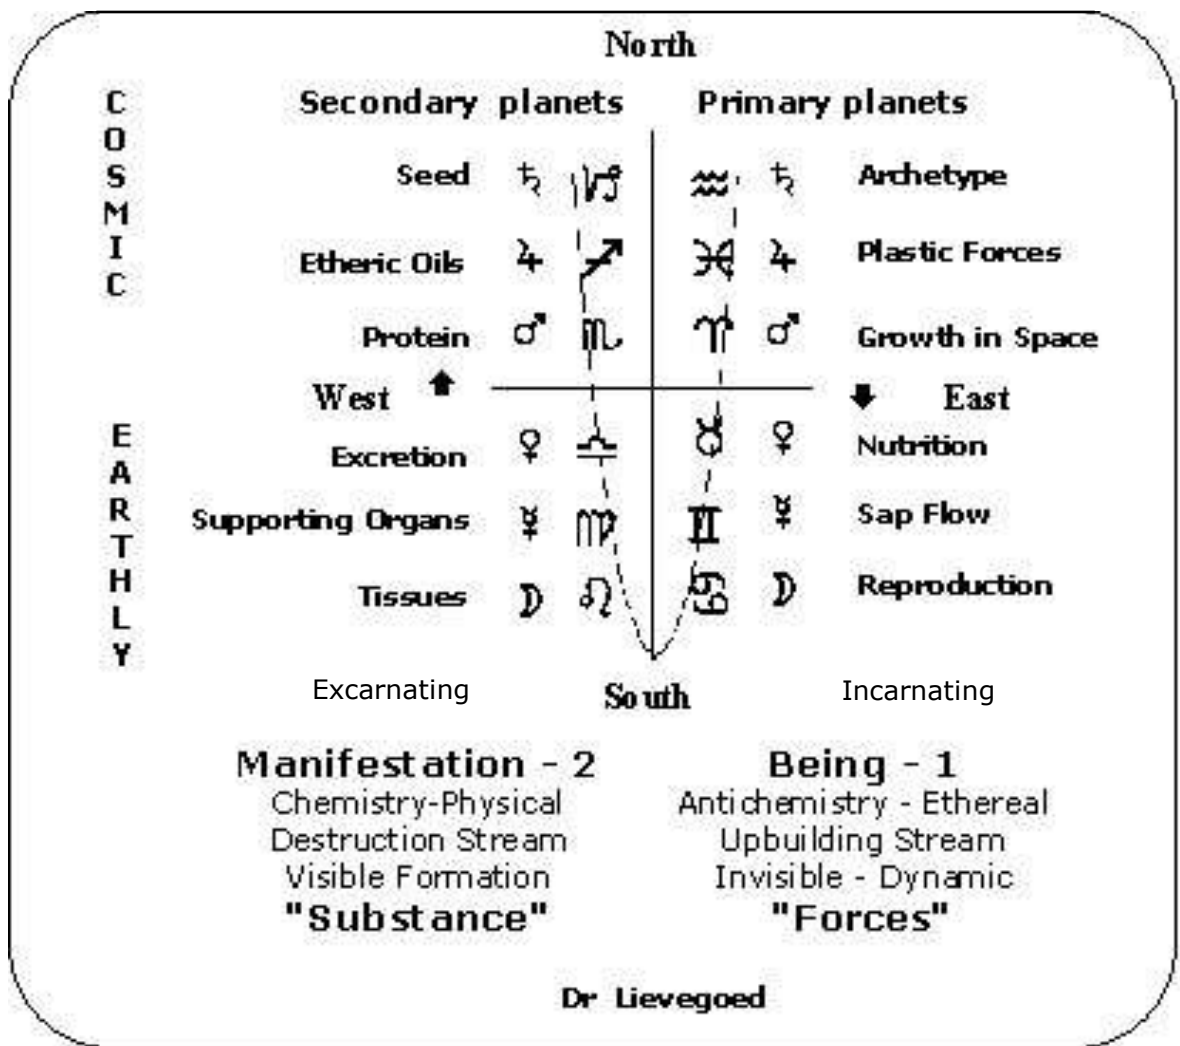 North
COSMIC
Secondary planets Primary planets
Seed ♄ ♑ ♒ ♄ Archetype
Etheric Oils ♃ ♐ ♓ ♃ Plastic Forces
Protein ♂ ♏ ♈ ♂ Growth in Space
West East
EARTHLY
Excretion ♀ ♎ ♉ ♀ Nutrition
Supporting Organs ☿ ♍ ♊ ☿ Sap Flow
Tissues ☽ ♌ ♋ ☽ Reproduction
Excarnating South Incarnating
Manifestation - 2
Chemistry-Physical
Destruction Stream
Visible Formation
"Substance"
Being - 1
Antichemistry - Ethereal
Upbuilding Stream
Invisible - Dynamic
"Forces"
Dr Lievegoed